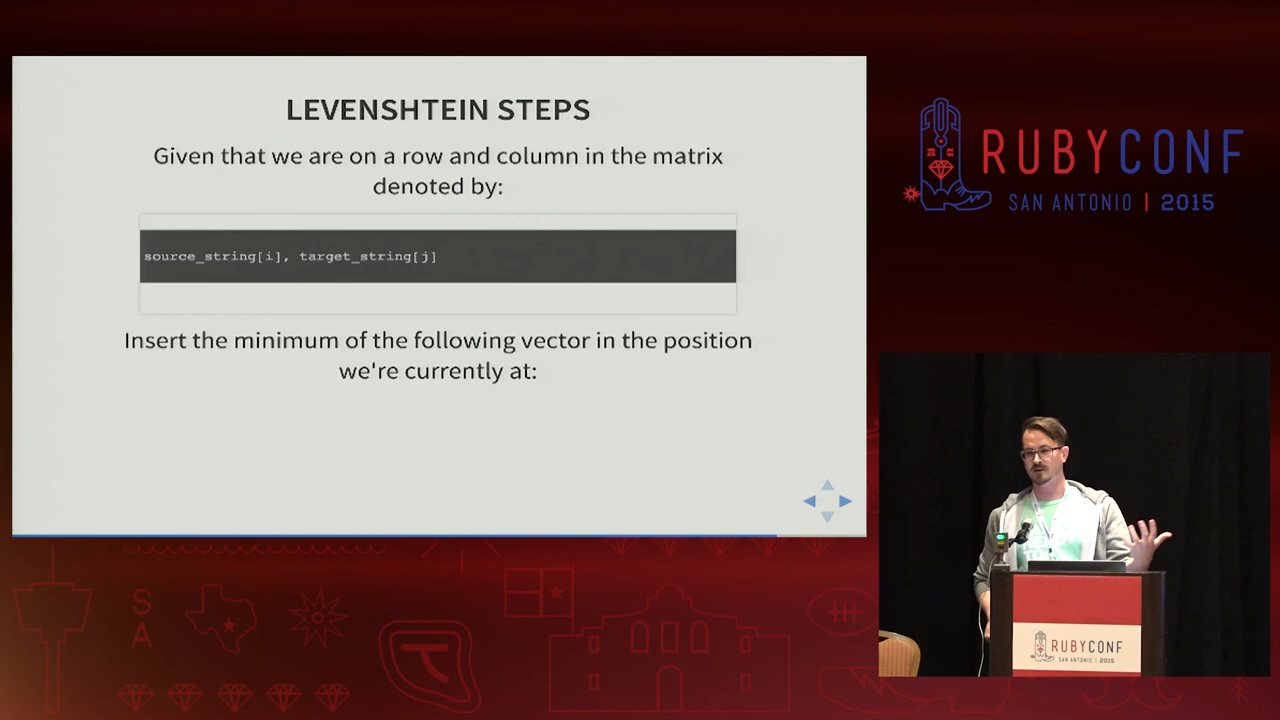 LEVENSHTEIN STEPS
Given that we are on a row and column in the matrix
denoted by:
source_string[i], target_string[j]
Insert the minimum of the following vector in the position
we're currently at:
RUBYCONF
SAN ANTONIO | 2015
S
A
RUBYCONF
SAN ANTONIO | 2015